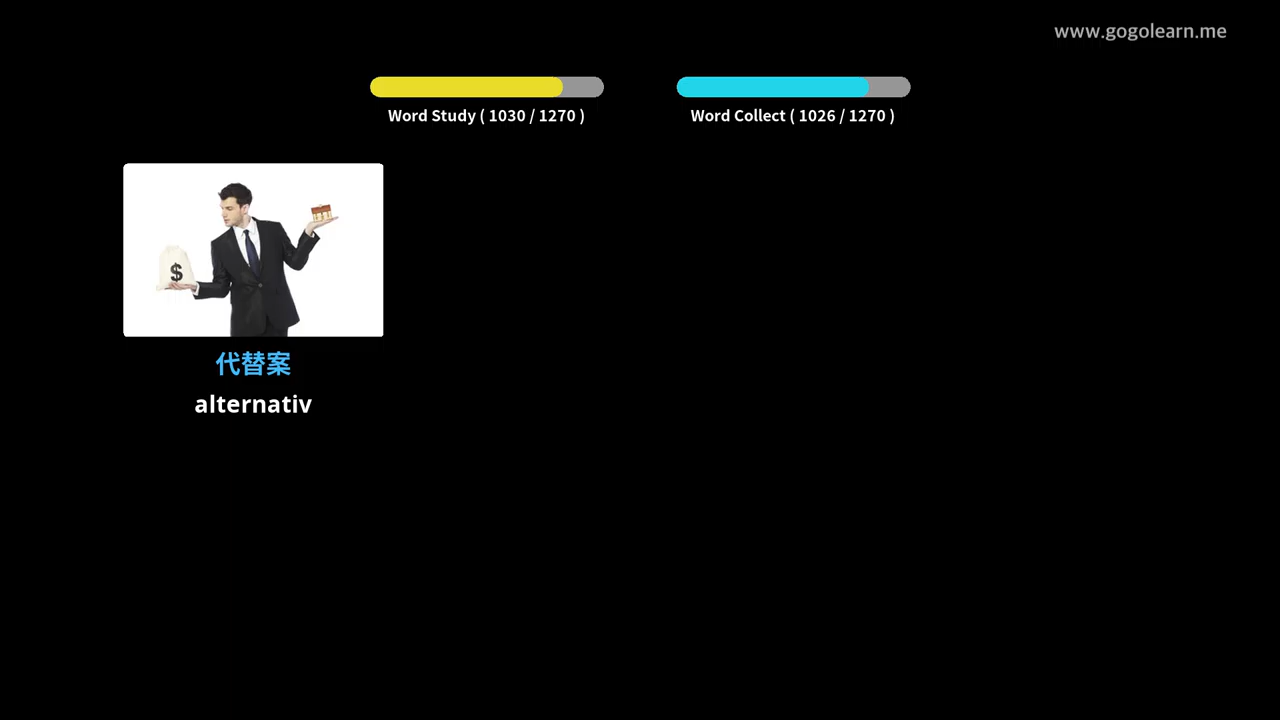 www.gogolearn.me
Word Study ( 1030 / 1270 )
Word Collect ( 1026 / 1270 )
$
代替案
alternativ